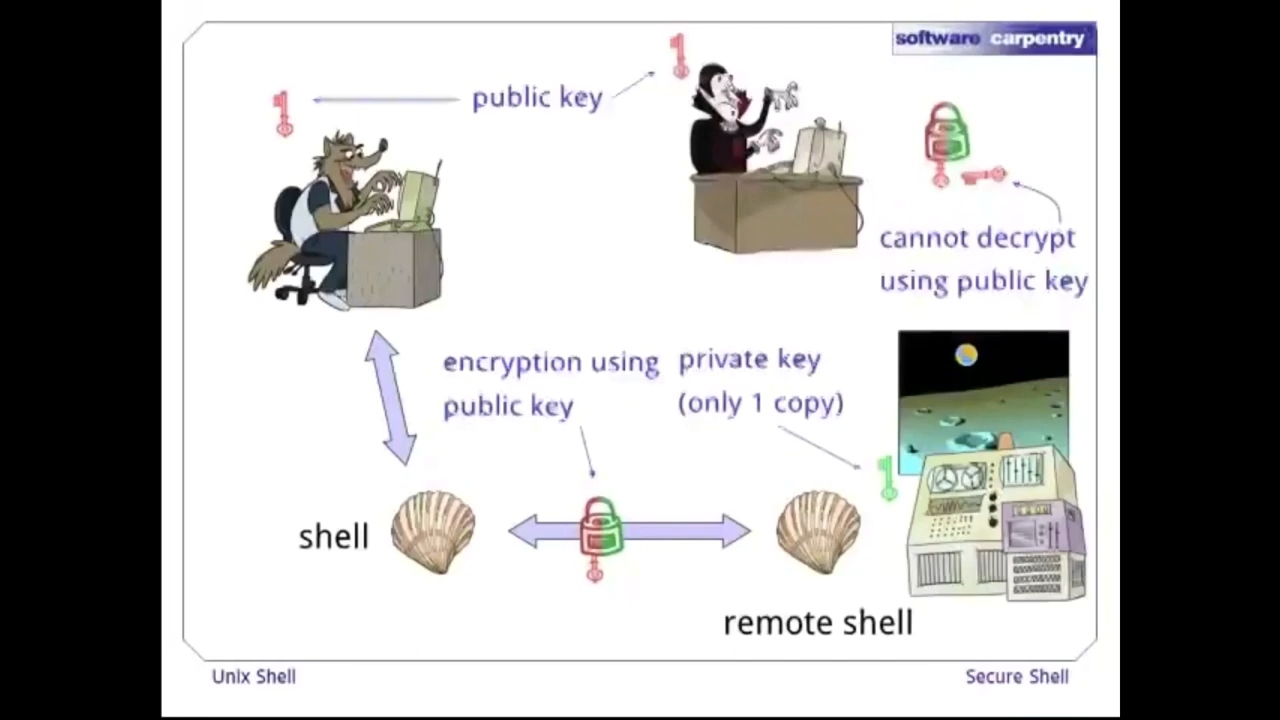 software carpentry
public key
cannot decrypt
using public key
encryption using
public key
private key
(only 1 copy)
shell
remote shell
Unix Shell
Secure Shell